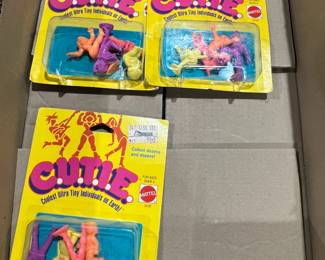 C.U.T.I.E.
Coolest Ultra Tiny Individuals on Earth!
MATTEL
C.U.T.I.E.
Coolest Ultra Tiny Individuals on Earth!
MATTEL
Collect dozens
and dozens!
C.U.T.I.E.
Coolest Ultra Tiny Individuals on Earth!
MATTEL